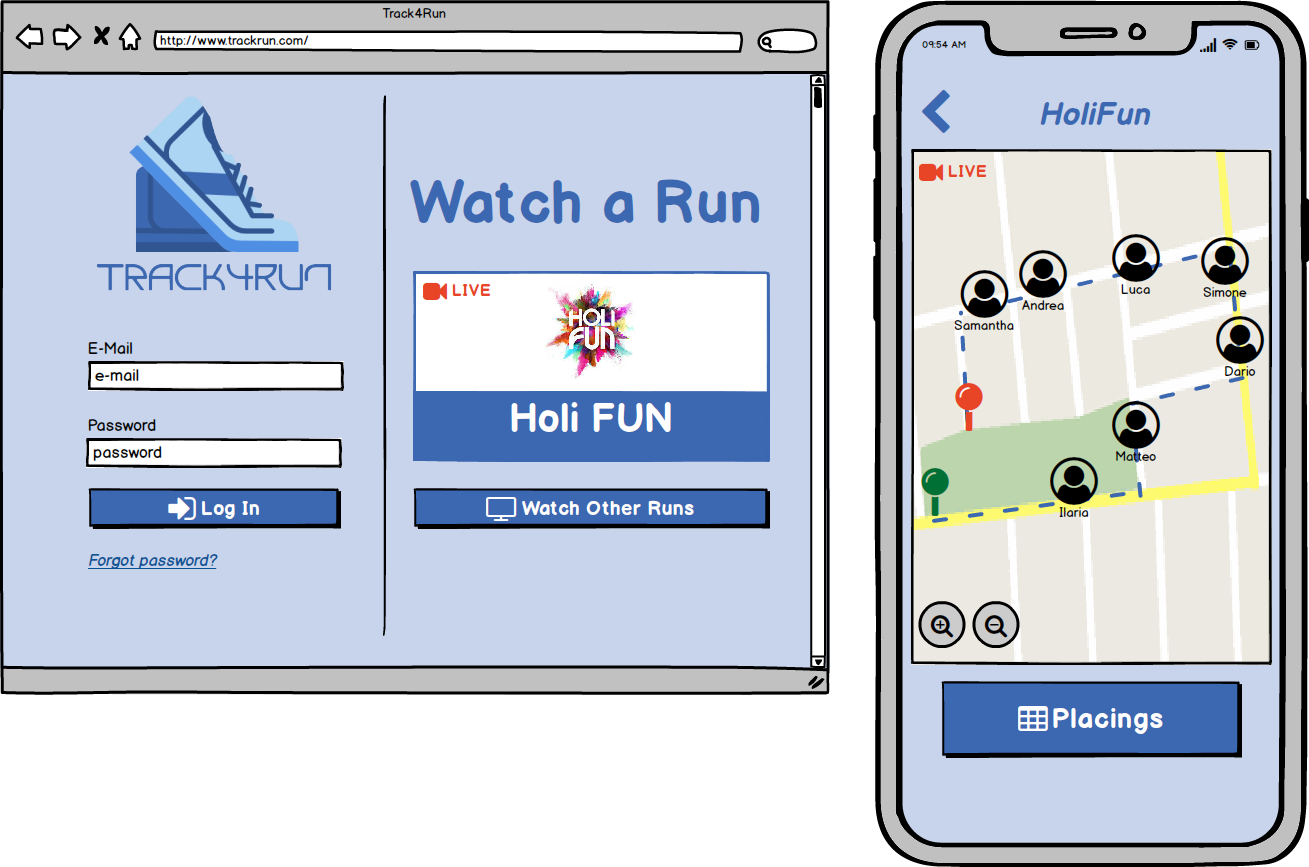 Track4Run
http://www.trackrun.com/
TRACK4RUN
E-Mail
e-mail
Password
password
Log In
Forgot password?
Watch a Run
LIVE
HOLI
FUN
Holi FUN
Watch Other Runs
09:54 AM
HoliFun
LIVE
Samantha
Andrea
Luca
Simone
Dario
Matteo
Ilaria
Placings